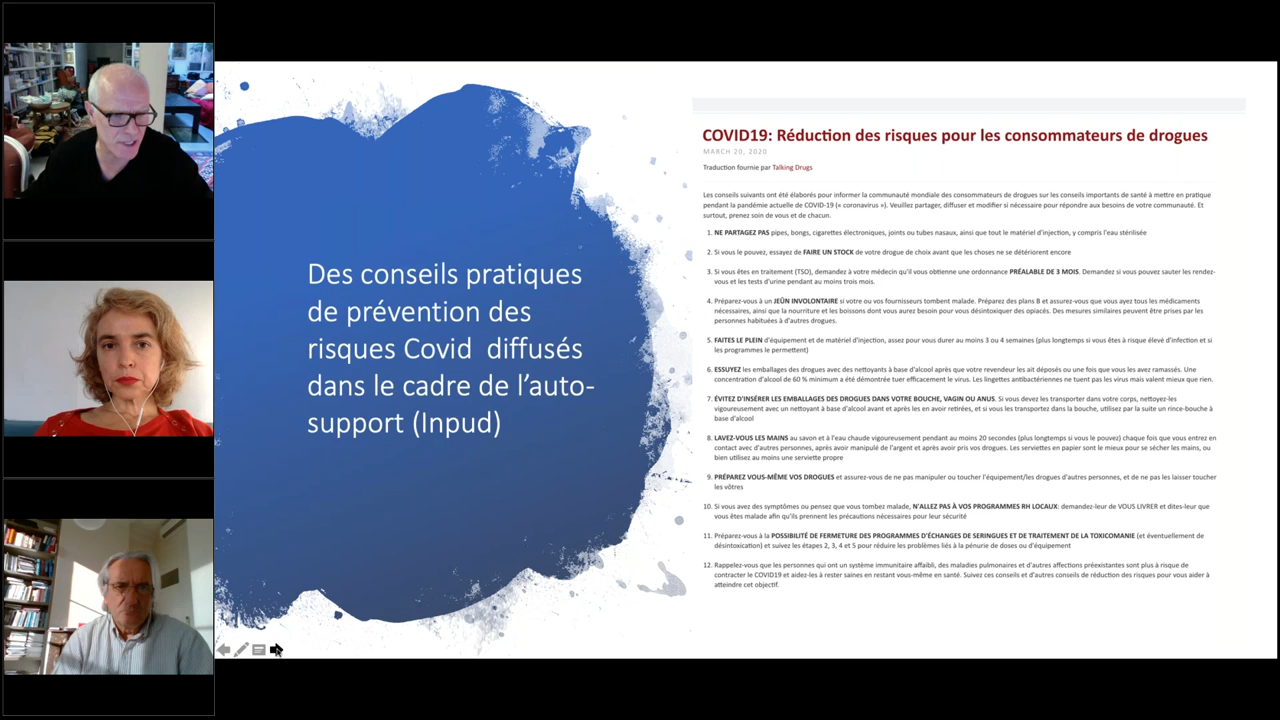 Des conseils pratiques
de prévention des
risques Covid diffusés
dans le cadre de l'auto-
support (Inpud)
COVID19: Réduction des risques pour les consommateurs de drogues
MARCH 20, 2020
Traduction fournie par Talking Drugs
Les conseils suivants ont été élaborés pour informer la communauté mondiale des consommateurs de drogues sur les conseils importants de santé à mettre en pratique
pendant la pandémie actuelle de COVID-19 (« coronavirus »). Veuillez partager, diffuser et modifier si nécessaire pour répondre aux besoins de votre communauté. Et
surtout, prenez soin de vous et de chacun.
1. NE PARTAGEZ PAS pipes, bongs, cigarettes électroniques, joints ou tubes nasaux, ainsi que tout le matériel d'injection, y compris l'eau stérilisée
2. Si vous le pouvez, essayez de FAIRE UN STOCK de votre drogue de choix avant que les choses ne se détériorent encore
3. Si vous êtes en traitement (TSO), demandez à votre médecin qu'il vous obtienne une ordonnance PRÉALABLE DE 3 MOIS. Demandez si vous pouvez sauter les rendez-
vous et les tests d'urine pendant au moins trois mois.
4. Préparez-vous à un JEÛN INVOLONTAIRE si votre ou vos fournisseurs tombent malade. Préparez des plans B et assurez-vous que vous ayez tous les médicaments
nécessaires, ainsi que la nourriture et les boissons dont vous aurez besoin pour vous désintoxiquer des opiacés. Des mesures similaires peuvent être prises par les
personnes habituées à d'autres drogues.
5. FAITES LE PLEIN d'équipement et de matériel d'injection, assez pour vous durer au moins 3 ou 4 semaines (plus longtemps si vous êtes à risque élevé d'infection et si
les programmes le permettent)
6. ESSUYEZ les emballages des drogues avec des nettoyants à base d'alcool après que votre revendeur les ait déposés ou une fois que vous les avez ramassés. Une
concentration d'alcool de 60 % minimum a été démontrée tuer efficacement le virus. Les lingettes antibactériennes ne tuent pas les virus mais valent mieux que rien.
7. ÉVITEZ D'INSÉRER LES EMBALLAGES DES DROGUES DANS VOTRE BOUCHE, VAGIN OU ANUS. Si vous devez les transporter dans votre corps, nettoyez-les
vigoureusement avec un nettoyant à base d'alcool avant et après les en avoir retirées, et si vous les transportez dans la bouche, utilisez par la suite un rince-bouche à
base d'alcool
8. LAVEZ-VOUS LES MAINS au savon et à l'eau chaude vigoureusement pendant au moins 20 secondes (plus longtemps si vous le pouvez) chaque fois que vous entrez en
contact avec d'autres personnes, après avoir manipulé de l'argent et après avoir pris vos drogues. Les serviettes en papier sont le mieux pour se sécher les mains, ou
bien utilisez au moins une serviette propre
9. PRÉPAREZ VOUS-MÊME VOS DROGUES et assurez-vous de ne pas manipuler ou toucher l'équipement/les drogues d'autres personnes, et de ne pas les laisser toucher
les vôtres
10. Si vous avez des symptômes ou pensez que vous tombez malade, N'ALLEZ PAS À VOS PROGRAMMES RH LOCAUX: demandez-leur de VOUS LIVRER et dites-leur que
vous êtes malade afin qu'ils prennent les précautions nécessaires pour leur sécurité
11. Préparez-vous à la POSSIBILITÉ DE FERMETURE DES PROGRAMMES D'ÉCHANGES DE SERINGUES ET DE TRAITEMENT DE LA TOXICOMANIE (et éventuellement de
désintoxication) et suivez les étapes 2, 3, 4 et 5 pour réduire les problèmes liés à la pénurie de doses ou d'équipement
12. Rappelez-vous que les personnes qui ont un système immunitaire affaibli, des maladies pulmonaires et d'autres affections préexistantes sont plus à risque de
contracter le COVID19 et aidez-les à rester saines en restant vous-même en santé. Suivez ces conseils et d'autres conseils de réduction des risques pour vous aider à
atteindre cet objectif.